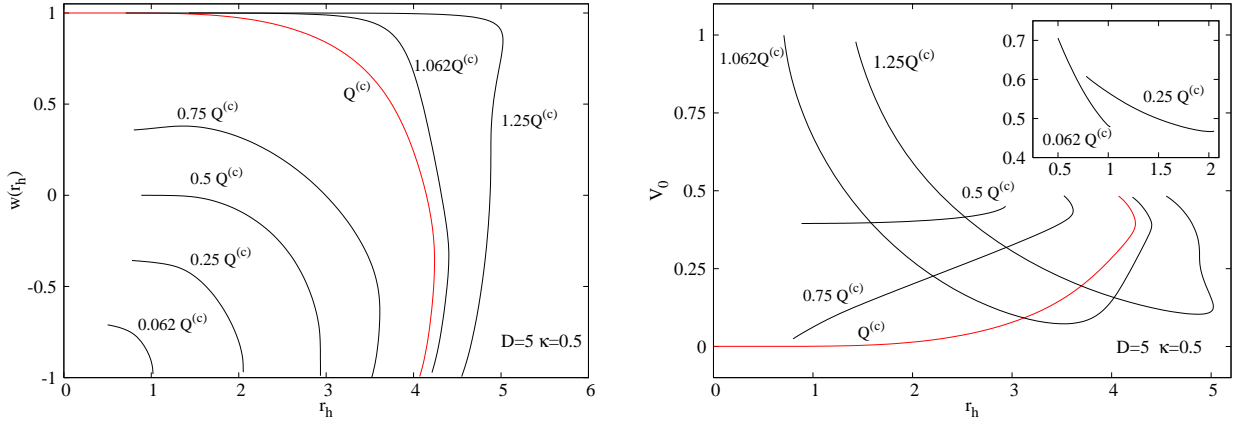 1
0.5
0
-0.5
-1
w(r_h)
0 1 2 3 4 5 6
r_h
1.062Q^(c)
Q^(c)
1.25Q^(c)
0.75 Q^(c)
0.5 Q^(c)
0.25 Q^(c)
0.062 Q^(c)
D=5 κ=0.5
1
0.75
0.5
0.25
0
V_0
0 1 2 3 4 5
r_h
1.062Q^(c)
1.25Q^(c)
0.5 Q^(c)
0.75 Q^(c)
Q^(c)
D=5 κ=0.5
0.7
0.6
0.5
0.4
0.5 1 1.5 2
0.25 Q^(c)
0.062 Q^(c)